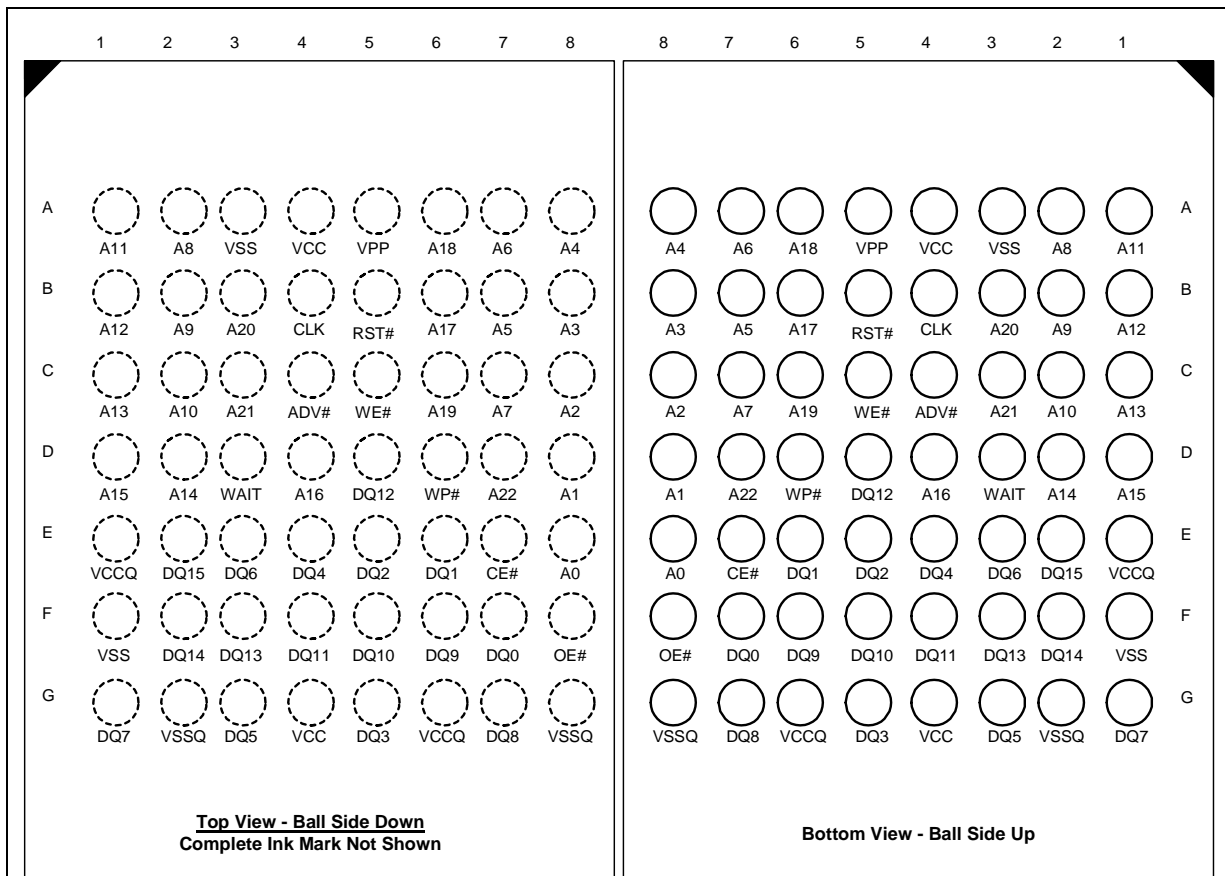 1 2 3 4 5 6 7 8 8 7 6 5 4 3 2 1
A A
A11 A8 VSS VCC VPP A18 A6 A4 A4 A6 A18 VPP VCC VSS A8 A11
B B
A12 A9 A20 CLK RST# A17 A5 A3 A3 A5 A17 RST# CLK A20 A9 A12
C C
A13 A10 A21 ADV# WE# A19 A7 A2 A2 A7 A19 WE# ADV# A21 A10 A13
D D
A15 A14 WAIT A16 DQ12 WP# A22 A1 A1 A22 WP# DQ12 A16 WAIT A14 A15
E E
VCCQ DQ15 DQ6 DQ4 DQ2 DQ1 CE# A0 A0 CE# DQ1 DQ2 DQ4 DQ6 DQ15 VCCQ
F F
VSS DQ14 DQ13 DQ11 DQ10 DQ9 DQ0 OE# OE# DQ0 DQ9 DQ10 DQ11 DQ13 DQ14 VSS
G G
DQ7 VSSQ DQ5 VCC DQ3 VCCQ DQ8 VSSQ VSSQ DQ8 VCCQ DQ3 VCC DQ5 VSSQ DQ7
Top View - Ball Side Down
Complete Ink Mark Not Shown
Bottom View - Ball Side Up